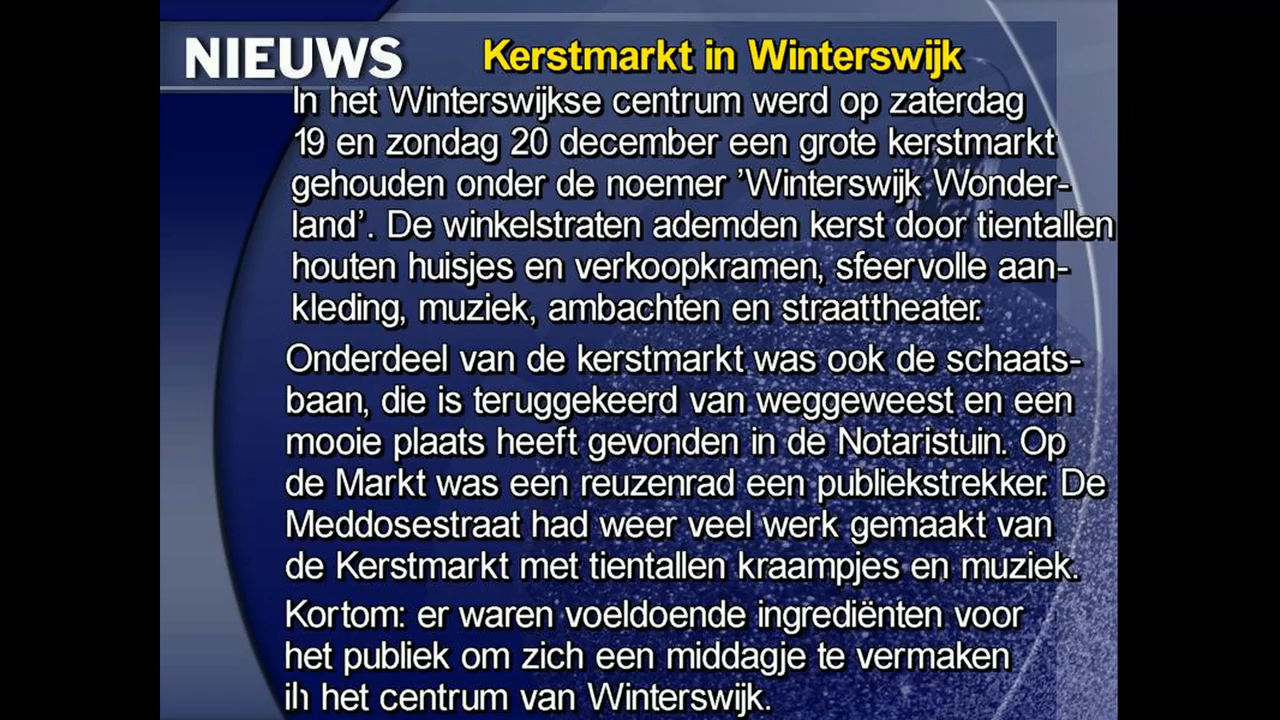 NIEUWS
Kerstmarkt in Winterswijk
In het Winterswijkse centrum werd op zaterdag
19 en zondag 20 december een grote kerstmarkt
gehouden onder de noemer ’Winterswijk Wonder-
land’. De winkelstraten ademden kerst door tientallen
houten huisjes en verkoopkramen, sfeervolle aan-
kleding, muziek, ambachten en straattheater.
Onderdeel van de kerstmarkt was ook de schaats-
baan, die is teruggekeerd van weggeweest en een
mooie plaats heeft gevonden in de Notaristuin. Op
de Markt was een reuzenrad een publiekstrekker. De
Meddosestraat had weer veel werk gemaakt van
de Kerstmarkt met tientallen kraampjes en muziek.
Kortom: er waren voeldoende ingrediënten voor
het publiek om zich een middagje te vermaken
in het centrum van Winterswijk.